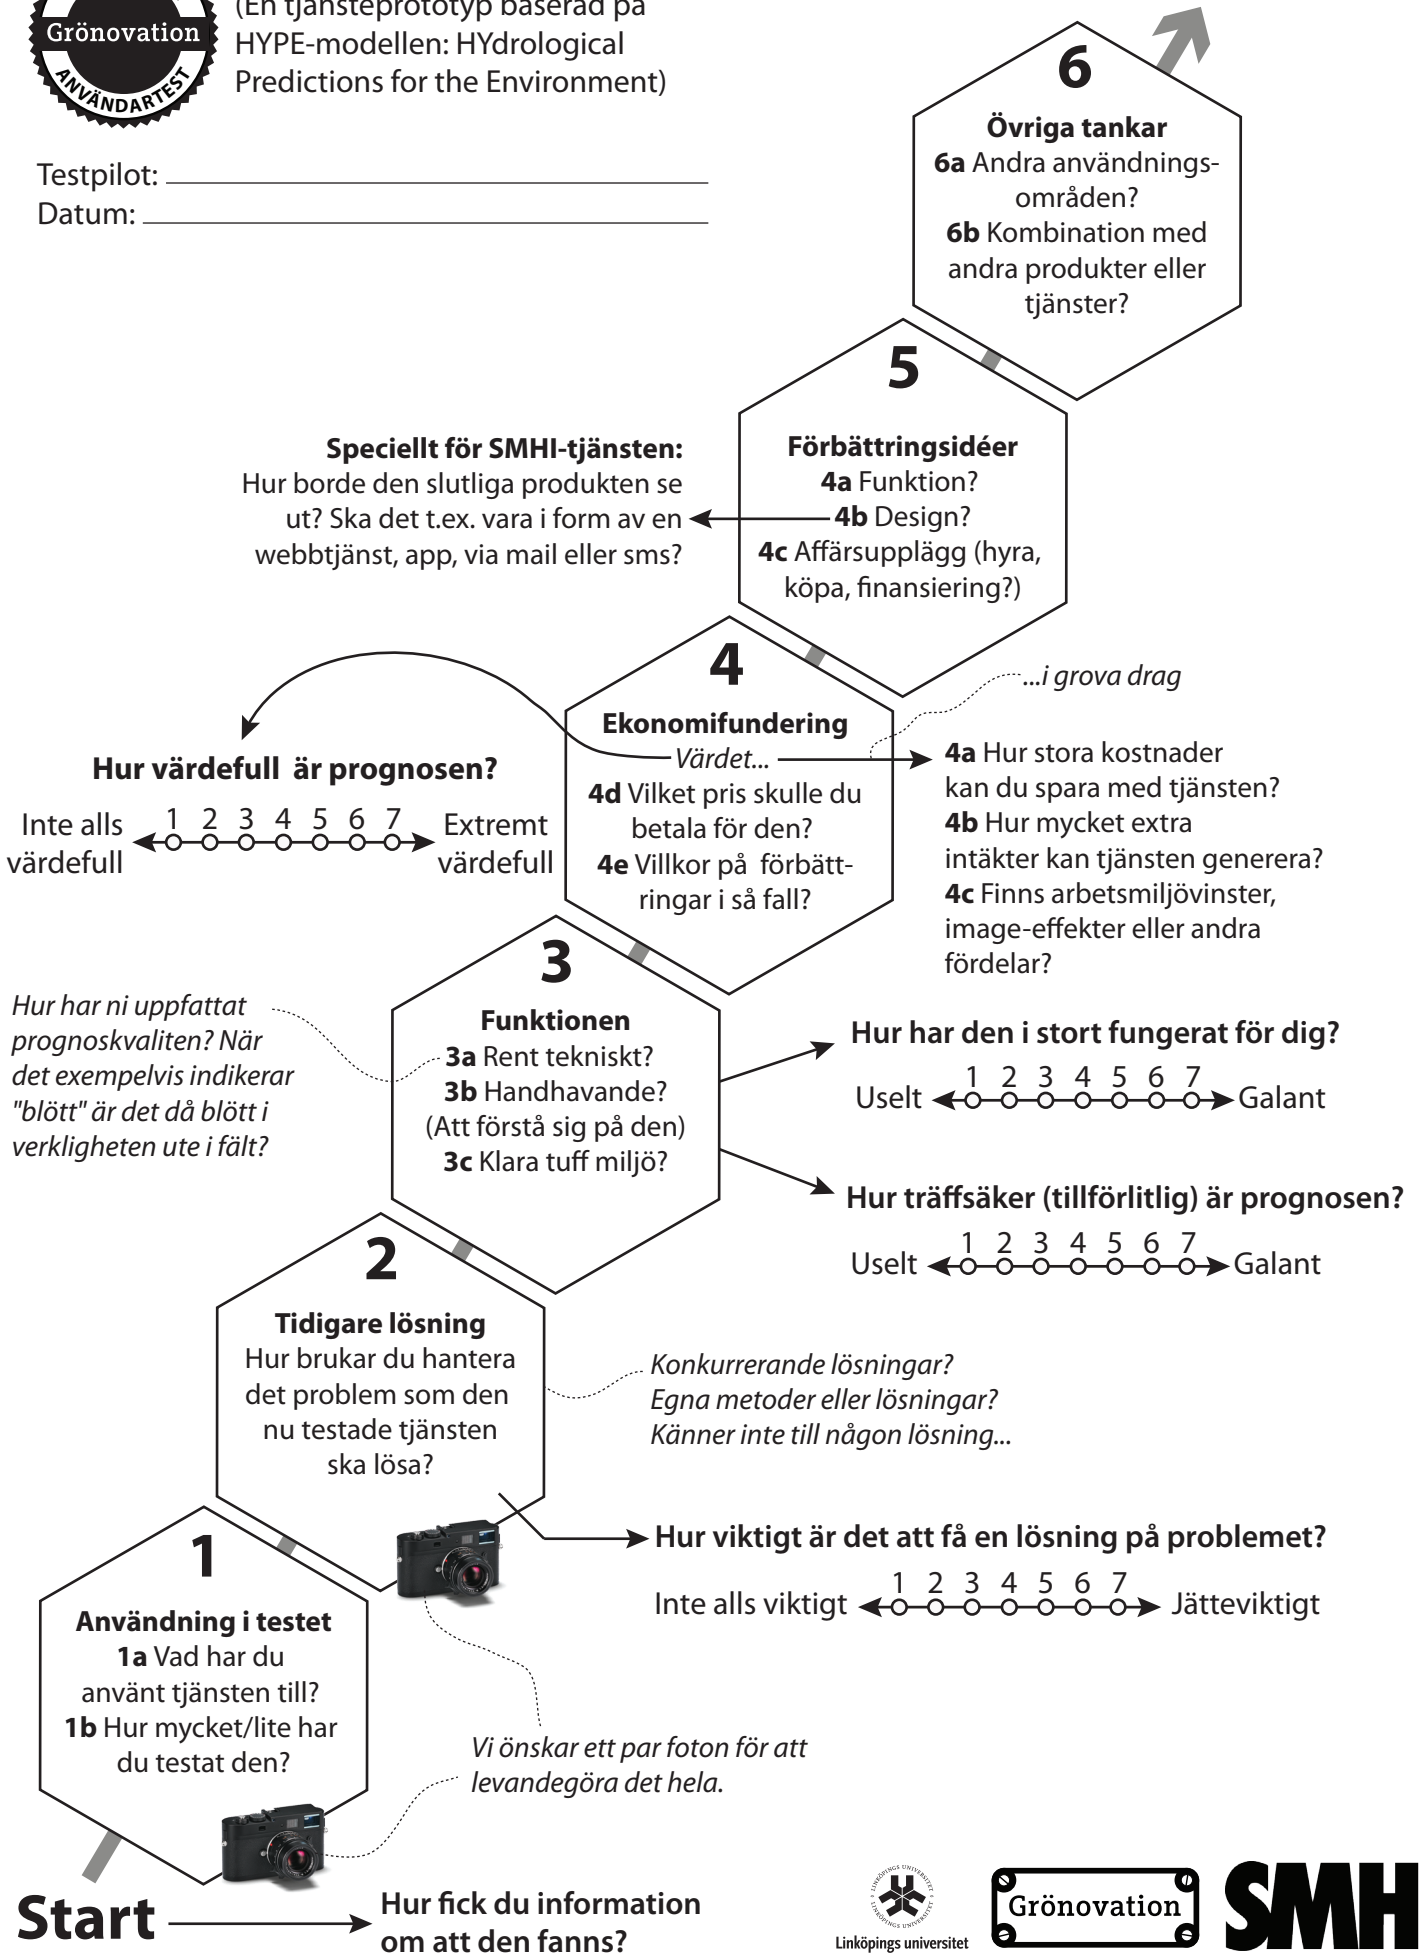 (En tjänsteprototyp baserad på
HYPE-modellen: HYdrological
Predictions for the Environment)
Grönovation
ANVÄNDARTEST
Testpilot:
Datum:
6
Övriga tankar
6a Andra användnings-
områden?
6b Kombination med
andra produkter eller
tjänster?
5
Förbättringsidéer
4a Funktion?
4b Design?
4c Affärsupplägg (hyra,
köpa, finansiering?)
Speciellt för SMHI-tjänsten:
Hur borde den slutliga produkten se
ut? Ska det t.ex. vara i form av en
webbtjänst, app, via mail eller sms?
4
Ekonomifundering
Värdet...
4d Vilket pris skulle du
betala för den?
4e Villkor på förbätt-
ringar i så fall?
...i grova drag
4a Hur stora kostnader
kan du spara med tjänsten?
4b Hur mycket extra
intäkter kan tjänsten generera?
4c Finns arbetsmiljövinster,
image-effekter eller andra
fördelar?
Hur värdefull är prognosen?
1 2 3 4 5 6 7
Inte alls
värdefull
Extremt
värdefull
3
Funktionen
3a Rent tekniskt?
3b Handhavande?
(Att förstå sig på den)
3c Klara tuff miljö?
Hur har ni uppfattat
prognoskvaliten? När
det exempelvis indikerar
"blött" är det då blött i
verkligheten ute i fält?
Hur har den i stort fungerat för dig?
1 2 3 4 5 6 7
Uselt Galant
Hur träffsäker (tillförlitlig) är prognosen?
1 2 3 4 5 6 7
Uselt Galant
2
Tidigare lösning
Hur brukar du hantera
det problem som den
nu testade tjänsten
ska lösa?
Konkurrerande lösningar?
Egna metoder eller lösningar?
Känner inte till någon lösning...
Hur viktigt är det att få en lösning på problemet?
1 2 3 4 5 6 7
Inte alls viktigt Jätteviktigt
1
Användning i testet
1a Vad har du
använt tjänsten till?
1b Hur mycket/lite har
du testat den?
Vi önskar ett par foton för att
levandegöra det hela.
Start
Hur fick du information
om att den fanns?
LINKÖPINGS UNIVERSITET
LINKÖPINGS UNIVERSITET
Linköpings universitet
Grönovation
SMH